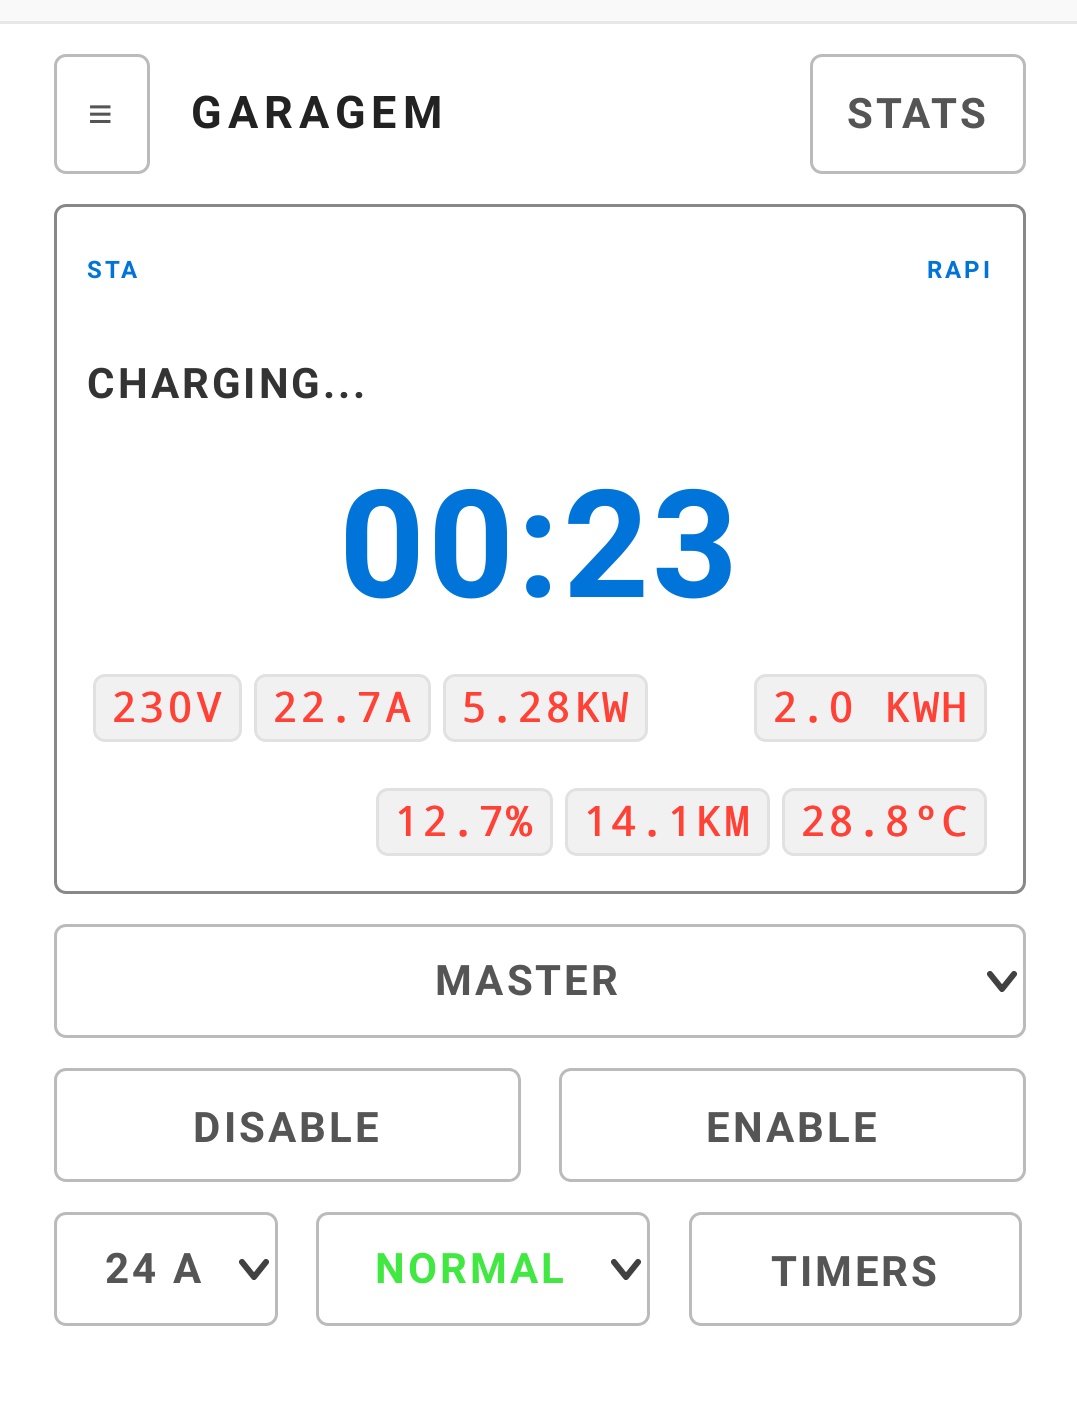 ≡ GARAGEM STATS
STA RAPI
CHARGING...
00:23
230V 22.7A 5.28KW 2.0 KWH
12.7% 14.1KM 28.8ºC
MASTER
DISABLE ENABLE
24 A NORMAL TIMERS